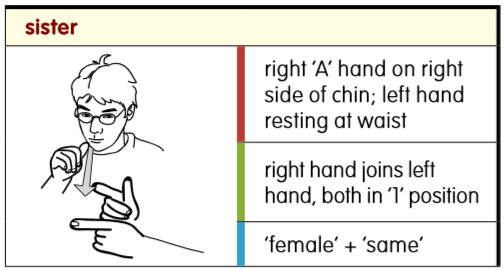 sister
right 'A' hand on right
side of chin; left hand
resting at waist
right hand joins left
hand, both in '1' position
'female' + 'same'